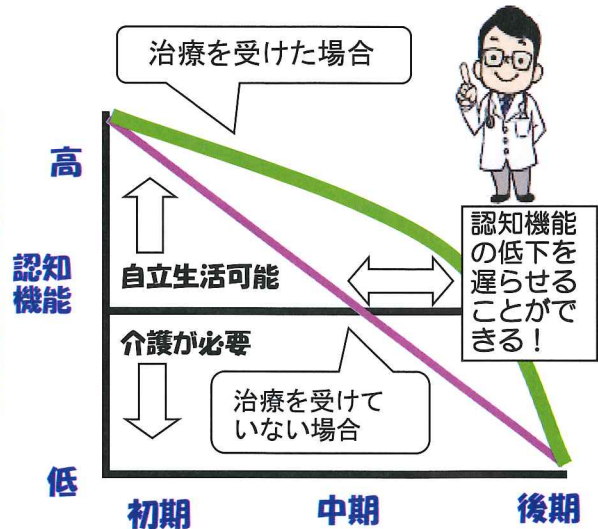 治療を受けた場合
高
認知
機能
自立生活可能
認知機能
の低下を
遅らせる
ことがで
きる！
介護が必要
治療を受けて
いない場合
低
初期
中期
後期